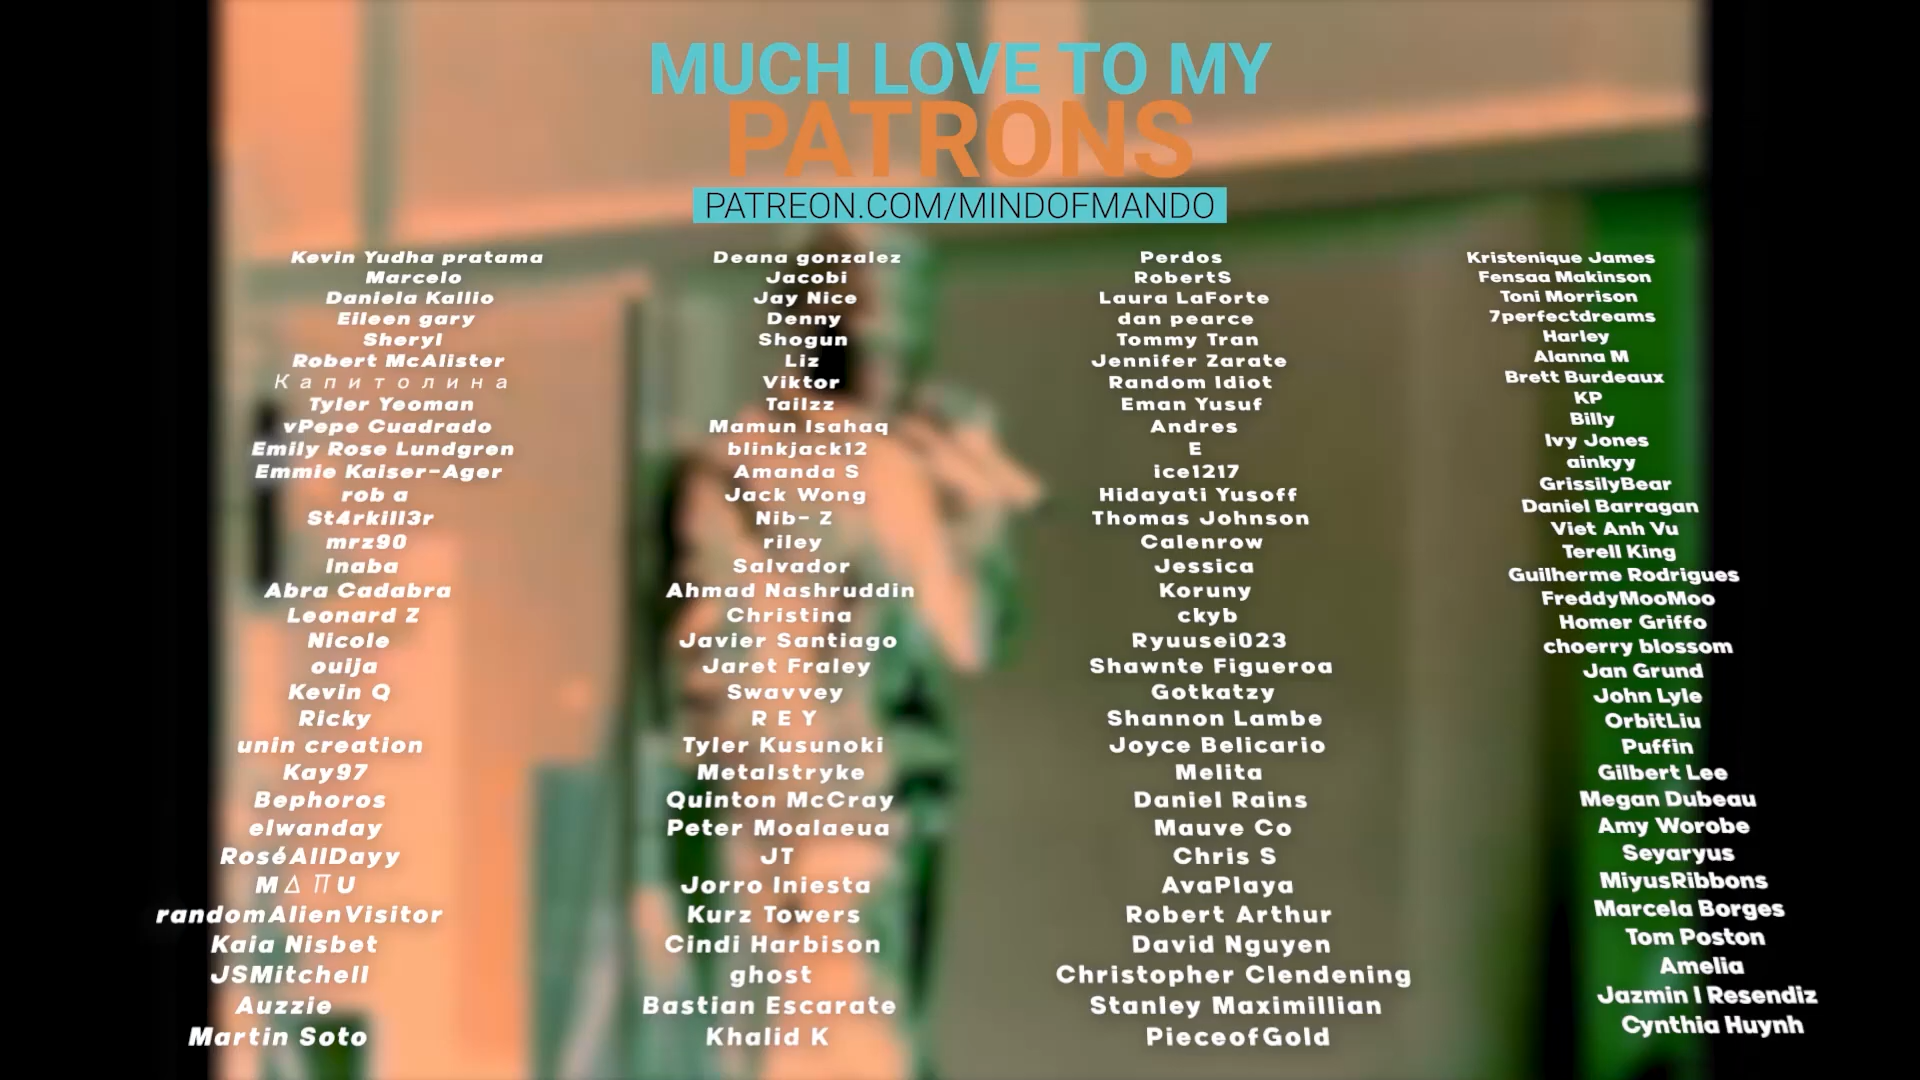 MUCH LOVE TO MY
PATRONS
PATREON.COM/MINDOFMANDO
Kevin Yudha pratama
Marcelo
Daniela Kallio
Eileen gary
Sheryl
Robert McAlister
Капитолина
Tyler Yeoman
vPepe Cuadrado
Emily Rose Lundgren
Emmie Kaiser-Ager
rob a
St4rkill3r
mrz90
Inaba
Abra Cadabra
Leonard Z
Nicole
ouija
Kevin Q
Ricky
unin creation
Kay97
Bephoros
elwanday
RoséAllDayy
M∆πU
randomAlienVisitor
Kaia Nisbet
JSMitchell
Auzzie
Martin Soto
Deana gonzalez
Jacobi
Jay Nice
Denny
Shogun
Liz
Viktor
Tailzz
Mamun Isahaq
blinkjack12
Amanda S
Jack Wong
Nib- Z
riley
Salvador
Ahmad Nashruddin
Christina
Javier Santiago
Jaret Fraley
Swavvey
R E Y
Tyler Kusunoki
Metalstryke
Quinton McCray
Peter Moalaeua
JT
Jorro Iniesta
Kurz Towers
Cindi Harbison
ghost
Bastian Escarate
Khalid K
Perdos
RobertS
Laura LaForte
dan pearce
Tommy Tran
Jennifer Zarate
Random Idiot
Eman Yusuf
Andres
E
ice1217
Hidayati Yusoff
Thomas Johnson
Calenrow
Jessica
Koruny
ckyb
Ryuusei023
Shawnte Figueroa
Gotkatzy
Shannon Lambe
Joyce Belicario
Melita
Daniel Rains
Mauve Co
Chris S
AvaPlaya
Robert Arthur
David Nguyen
Christopher Clendening
Stanley Maximillian
PieceofGold
Kristenique James
Fensaa Makinson
Toni Morrison
7perfectdreams
Harley
Alanna M
Brett Burdeaux
KP
Billy
Ivy Jones
ainkyy
GrissilyBear
Daniel Barragan
Viet Anh Vu
Terell King
Guilherme Rodrigues
FreddyMooMoo
Homer Griffo
choerry blossom
Jan Grund
John Lyle
OrbitLiu
Puffin
Gilbert Lee
Megan Dubeau
Amy Worobe
Seyaryus
MiyusRibbons
Marcela Borges
Tom Poston
Amelia
Jazmin I Resendiz
Cynthia Huynh